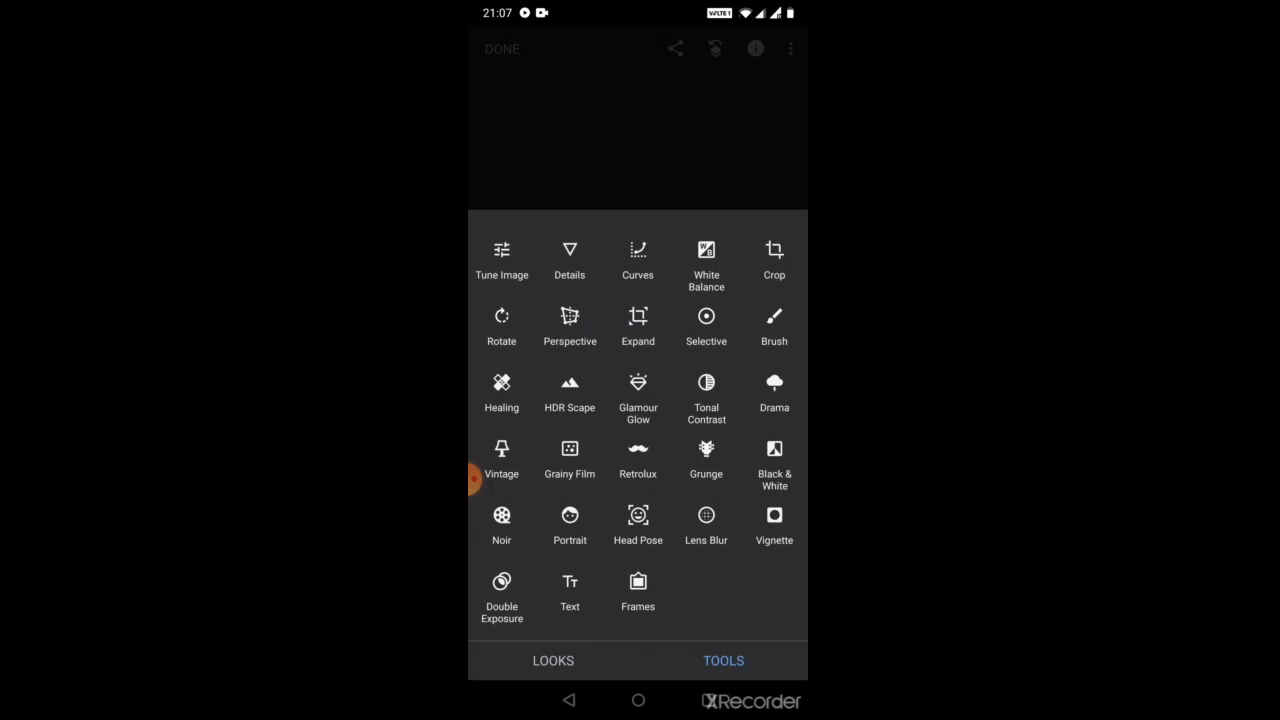 21:07
VoLTE 1
DONE
Tune Image
Details
Curves
White
Balance
Crop
Rotate
Perspective
Expand
Selective
Brush
Healing
HDR Scape
Glamour
Glow
Tonal
Contrast
Drama
Vintage
Grainy Film
Retrolux
Grunge
Black &
White
Noir
Portrait
Head Pose
Lens Blur
Vignette
Double
Exposure
Text
Frames
LOOKS
TOOLS
XRecorder